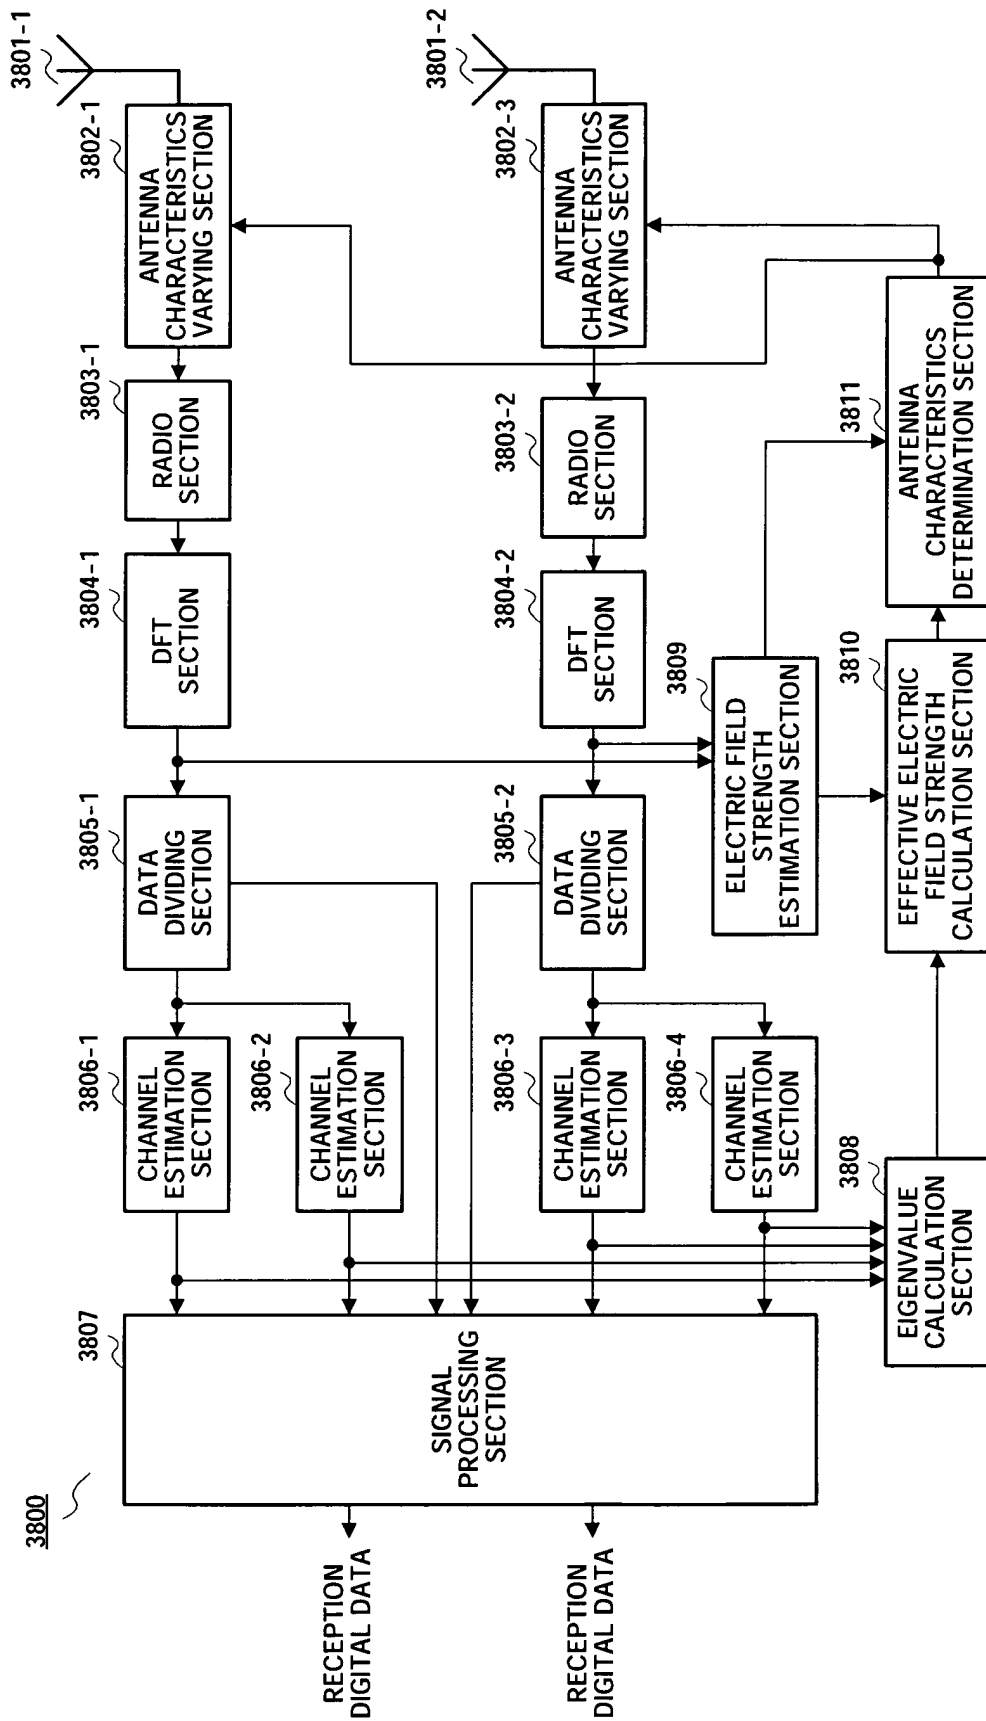 3800
3801-1
3802-1
ANTENNA
CHARACTERISTICS
VARYING SECTION
3803-1
RADIO
SECTION
3804-1
DFT
SECTION
3805-1
DATA
DIVIDING
SECTION
3806-1
CHANNEL
ESTIMATION
SECTION
3806-2
CHANNEL
ESTIMATION
SECTION
3807
SIGNAL
PROCESSING
SECTION
RECEPTION
DIGITAL DATA
RECEPTION
DIGITAL DATA
3801-2
3802-3
ANTENNA
CHARACTERISTICS
VARYING SECTION
3803-2
RADIO
SECTION
3804-2
DFT
SECTION
3805-2
DATA
DIVIDING
SECTION
3806-3
CHANNEL
ESTIMATION
SECTION
3806-4
CHANNEL
ESTIMATION
SECTION
3809
ELECTRIC FIELD
STRENGTH
ESTIMATION SECTION
3808
EIGENVALUE
CALCULATION
SECTION
3810
EFFECTIVE ELECTRIC
FIELD STRENGTH
CALCULATION SECTION
3811
ANTENNA
CHARACTERISTICS
DETERMINATION SECTION